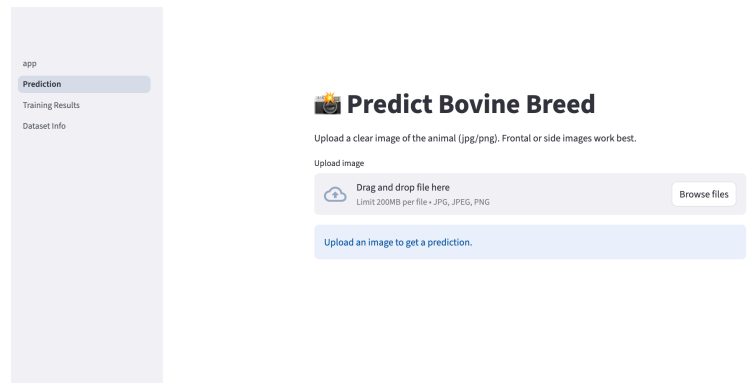 app
Prediction
Training Results
Dataset Info
Predict Bovine Breed
Upload a clear image of the animal (jpg/png). Frontal or side images work best.
Upload image
Drag and drop file here
Limit 200MB per file • JPG, JPEG, PNG
Browse files
Upload an image to get a prediction.